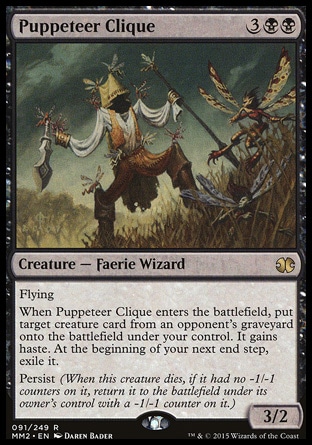 Puppeteer Clique 3
Creature — Faerie Wizard
Flying
When Puppeteer Clique enters the battlefield, put
target creature card from an opponent's graveyard
onto the battlefield under your control. It gains
haste. At the beginning of your next end step,
exile it.
Persist (When this creature dies, if it had no -1/-1
counters on it, return it to the battlefield under its
owner's control with a -1/-1 counter on it.)
3/2
091/249 R
MM2 • EN DAREN BADER
™ & © 2015 Wizards of the Coast